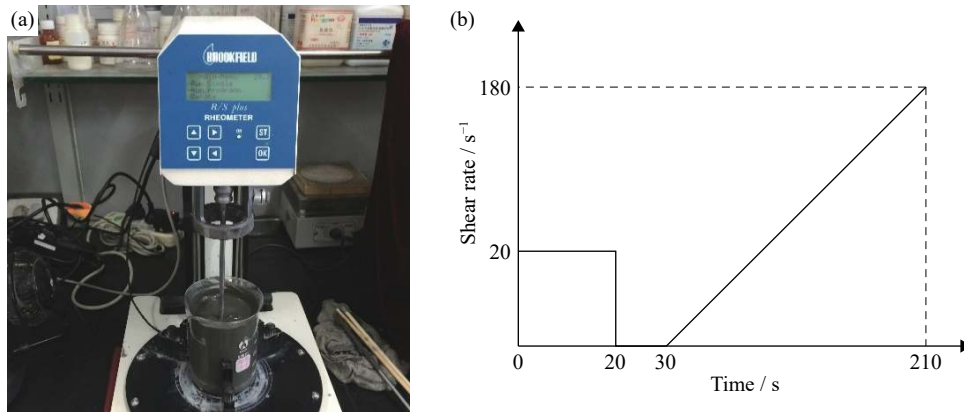 (a)
BROOKFIELD
R/S plus
RHEOMETER
ST
OK
(b)
Shear rate / s⁻¹
180
20
0
20
30
210
Time / s